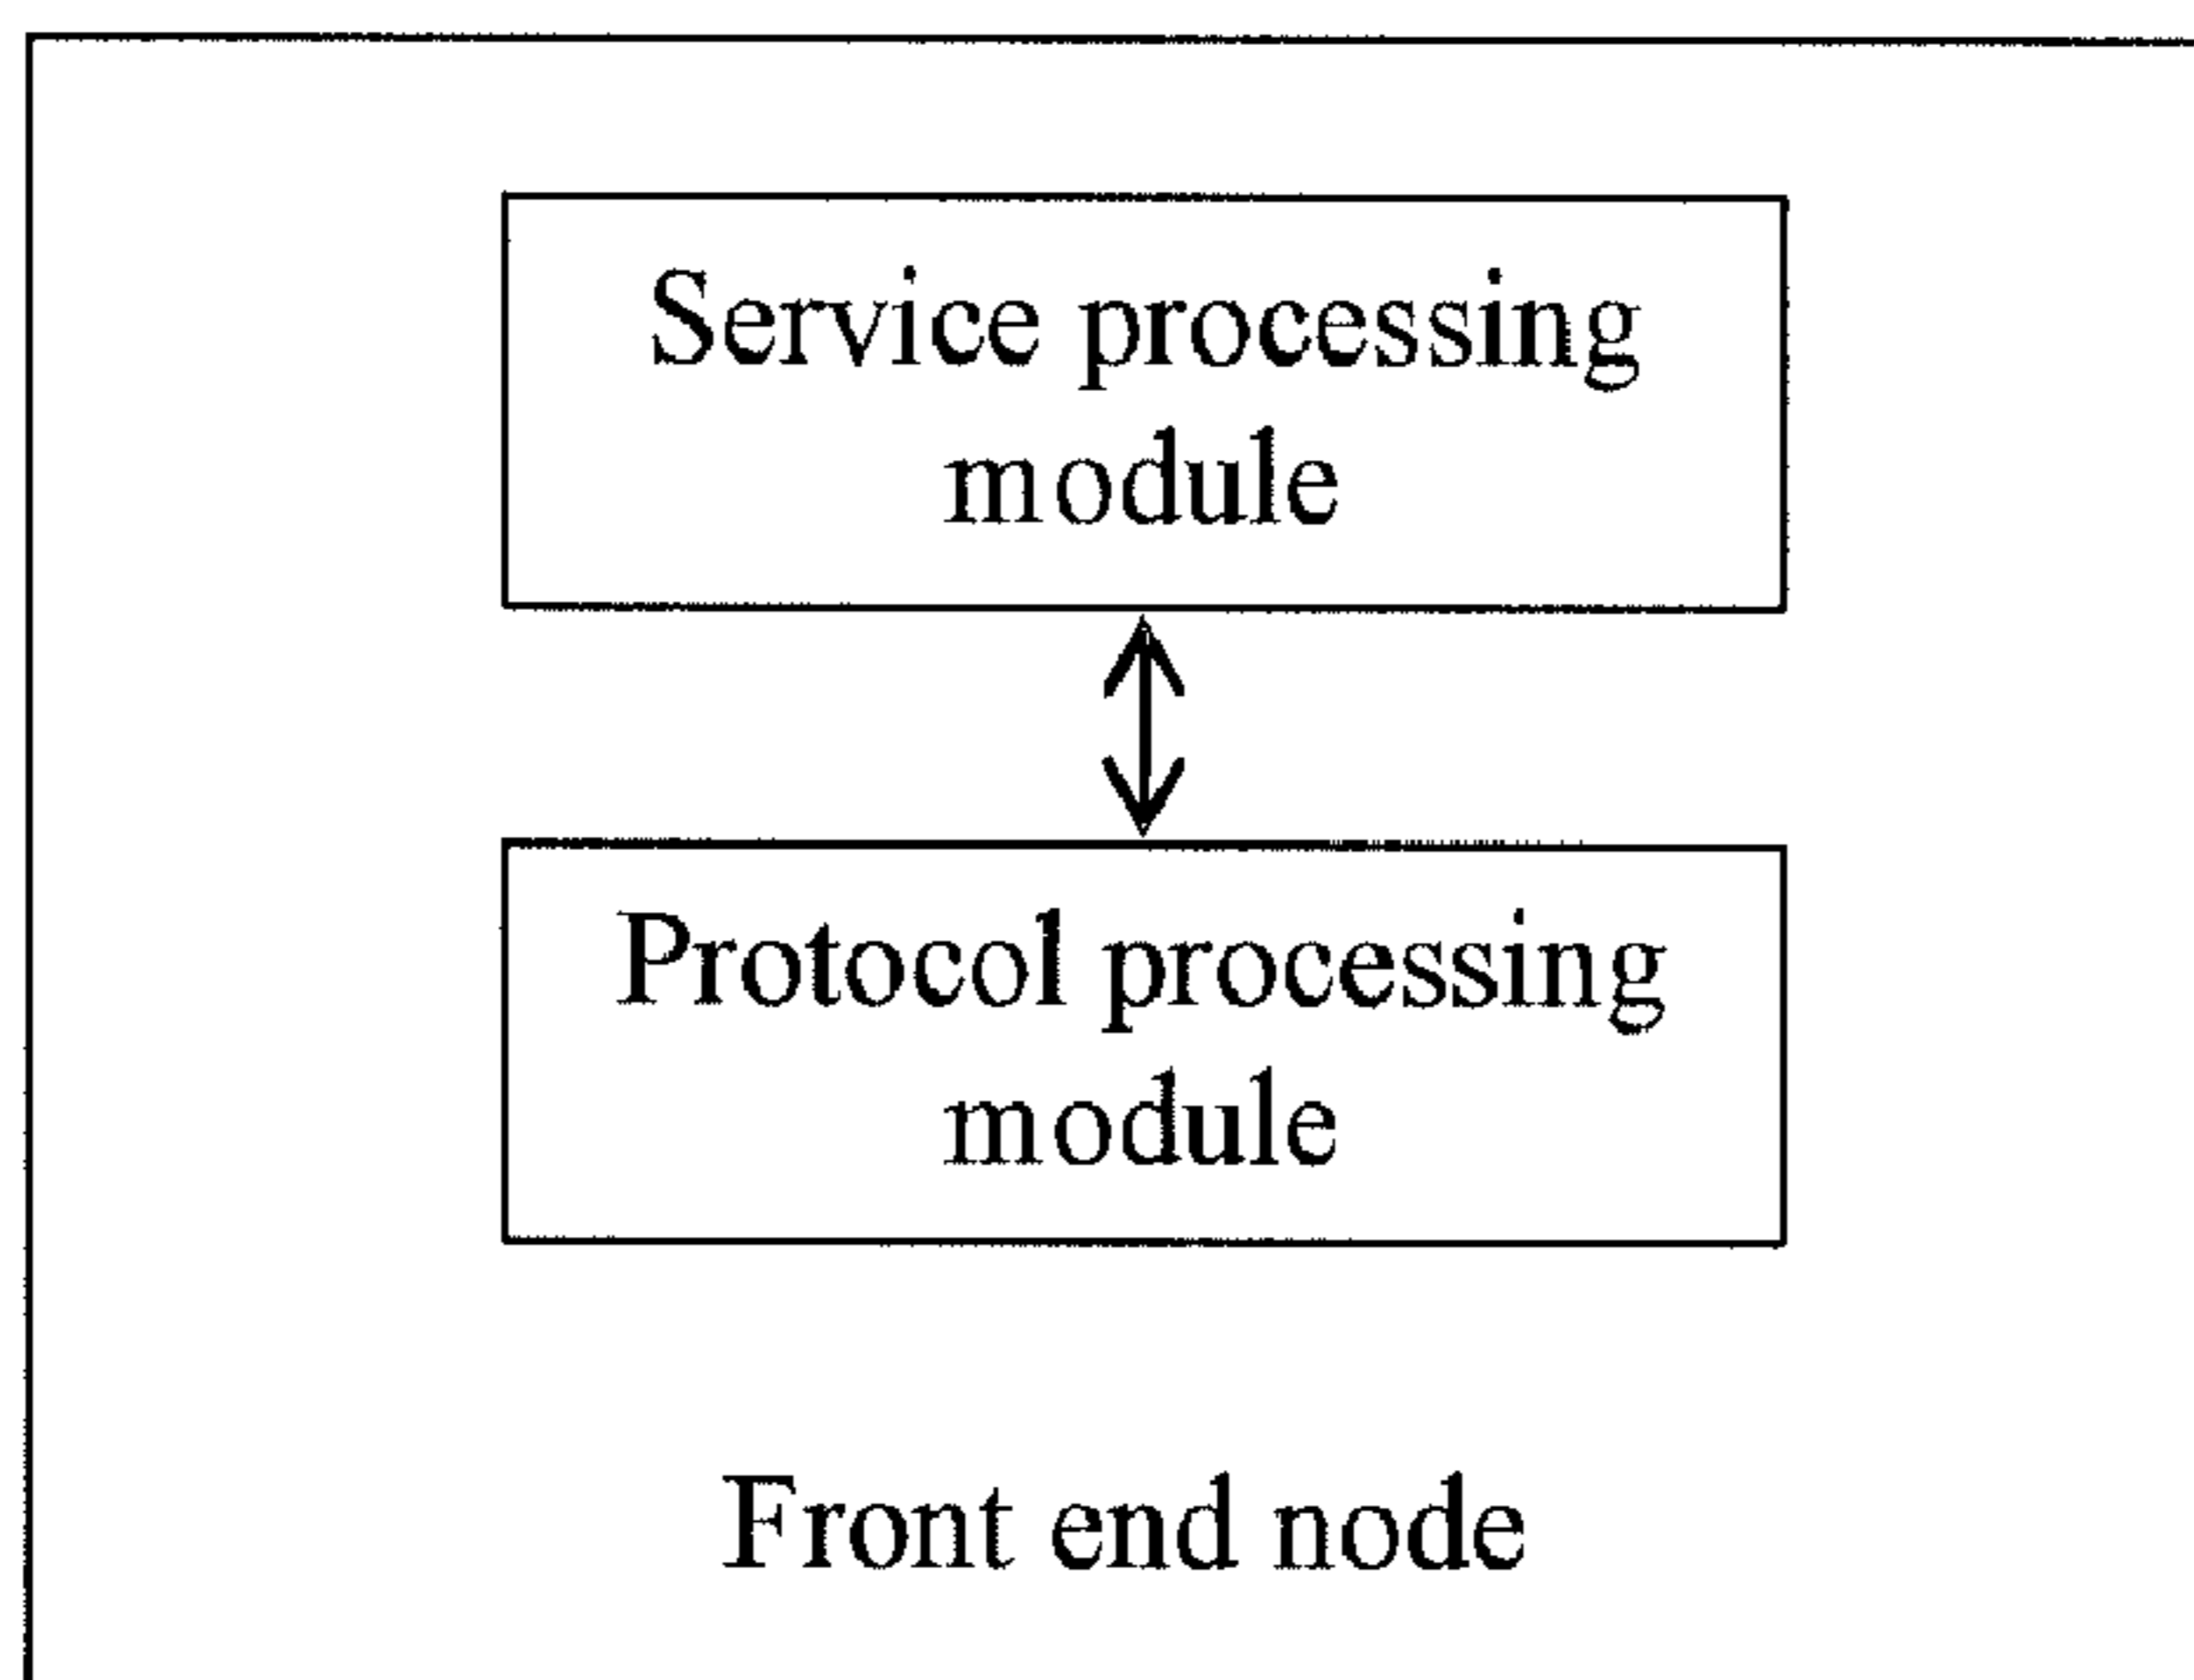 Service processing
module
Protocol processing
module
Front end node